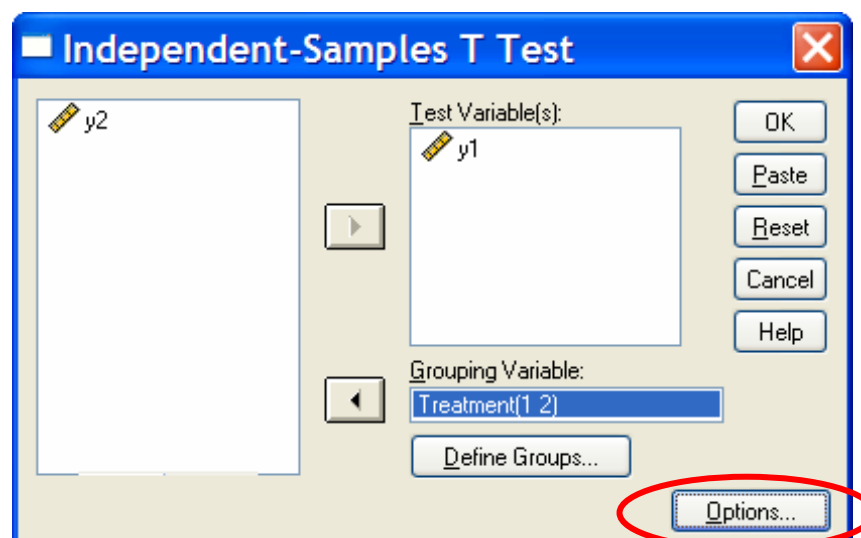 Independent-Samples T Test
y2
Test Variable(s):
y1
OK
Paste
Reset
Cancel
Help
Grouping Variable:
Treatment(1 2)
Define Groups...
Options...